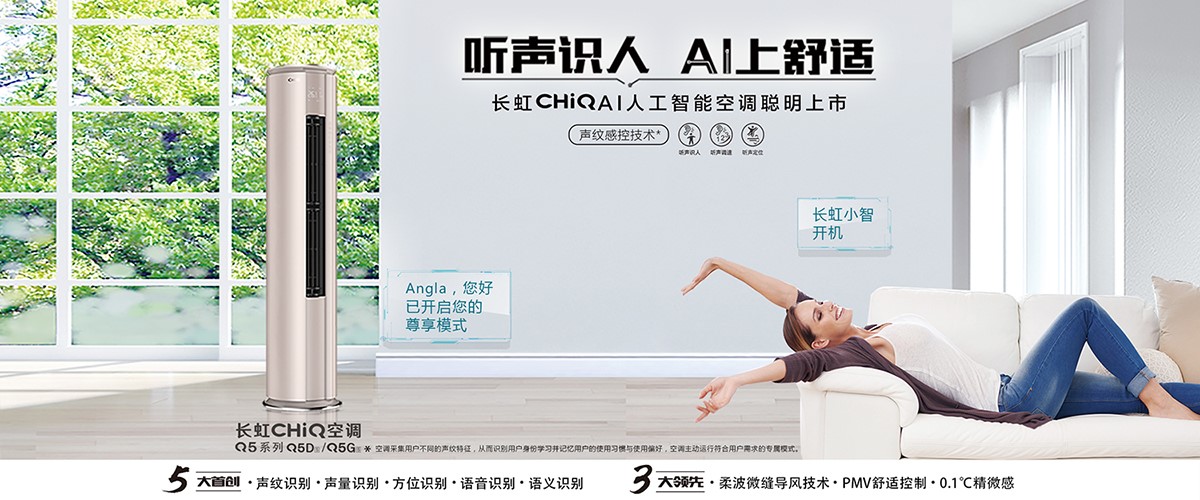 听声识人 AI上舒适
长虹CHiQAI人工智能空调聪明上市
声纹感控技术*
听声识人 听声调速 听声定位
长虹小智
开机
Angla，您好
已开启您的
尊享模式
长虹CHiQ空调
Q5系列 Q5D/Q5G
* 空调采集用户不同的声纹特征，从而识别用户身份学习并记忆用户的使用习惯与使用偏好，空调主动运行符合用户需求的专属模式。
5大首创·声纹识别·声量识别·方位识别·语音识别·语义识别
3大领先·柔波微缝导风技术·PMV舒适控制·0.1℃精微感